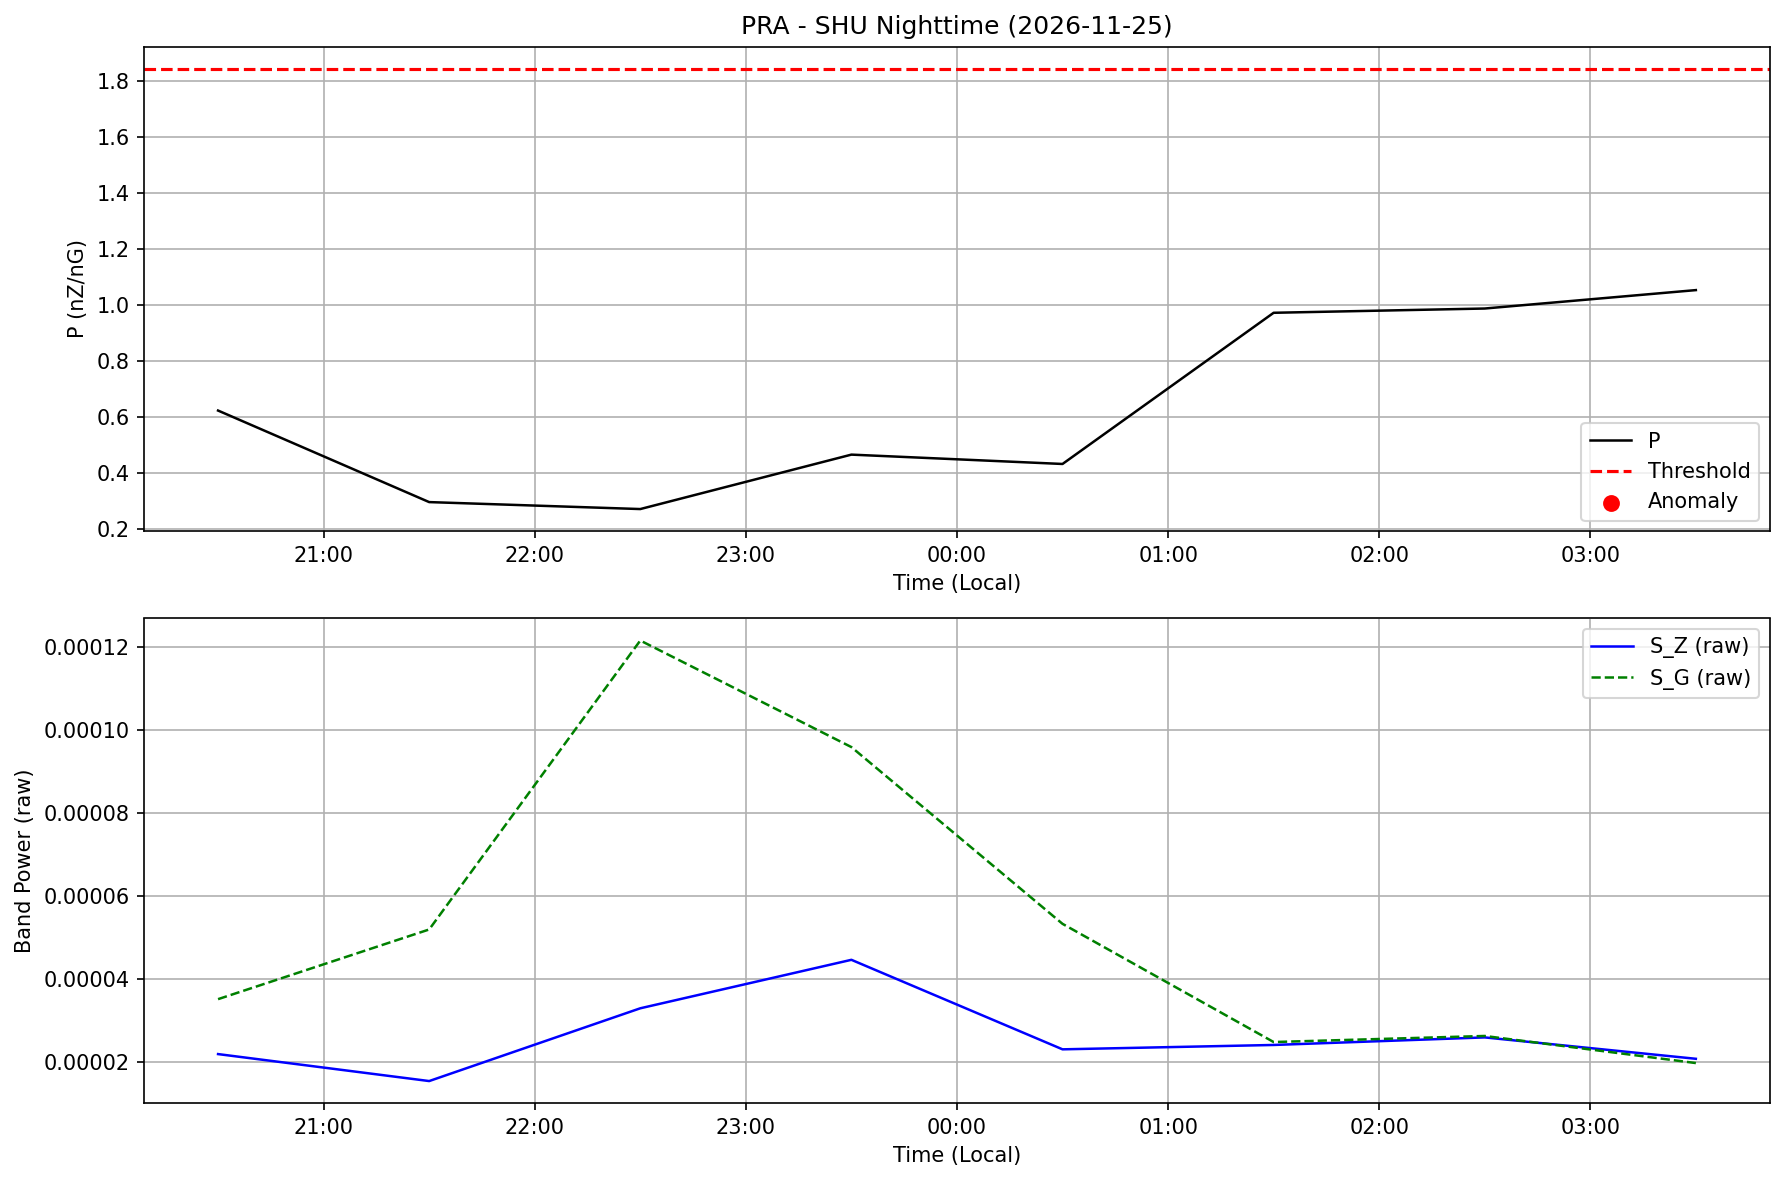 PRA - SHU Nighttime (2026-11-25)
P (nZ/nG)
1.8
1.6
1.4
1.2
1.0
0.8
0.6
0.4
0.2
P
Threshold
Anomaly
21:00 22:00 23:00 00:00 01:00 02:00 03:00
Time (Local)
Band Power (raw)
0.00012
0.00010
0.00008
0.00006
0.00004
0.00002
S_Z (raw)
S_G (raw)
21:00 22:00 23:00 00:00 01:00 02:00 03:00
Time (Local)